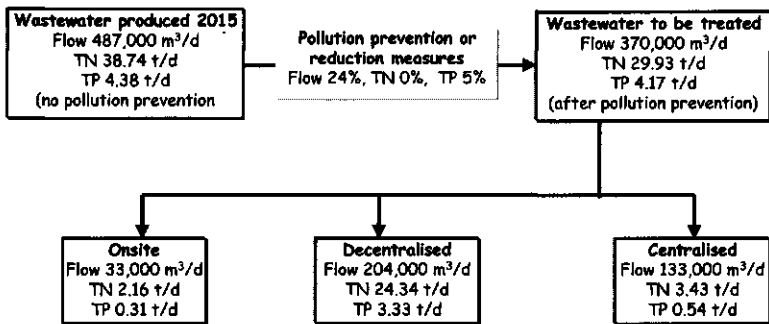 Wastewater produced 2015
Flow 487,000 m³/d
TN 38.74 t/d
TP 4.38 t/d
(no pollution prevention
Pollution prevention or
reduction measures
Flow 24%, TN 0%, TP 5%
Wastewater to be treated
Flow 370,000 m³/d
TN 29.93 t/d
TP 4.17 t/d
(after pollution prevention)
Onsite
Flow 33,000 m³/d
TN 2.16 t/d
TP 0.31 t/d
Decentralised
Flow 204,000 m³/d
TN 24.34 t/d
TP 3.33 t/d
Centralised
Flow 133,000 m³/d
TN 3.43 t/d
TP 0.54 t/d